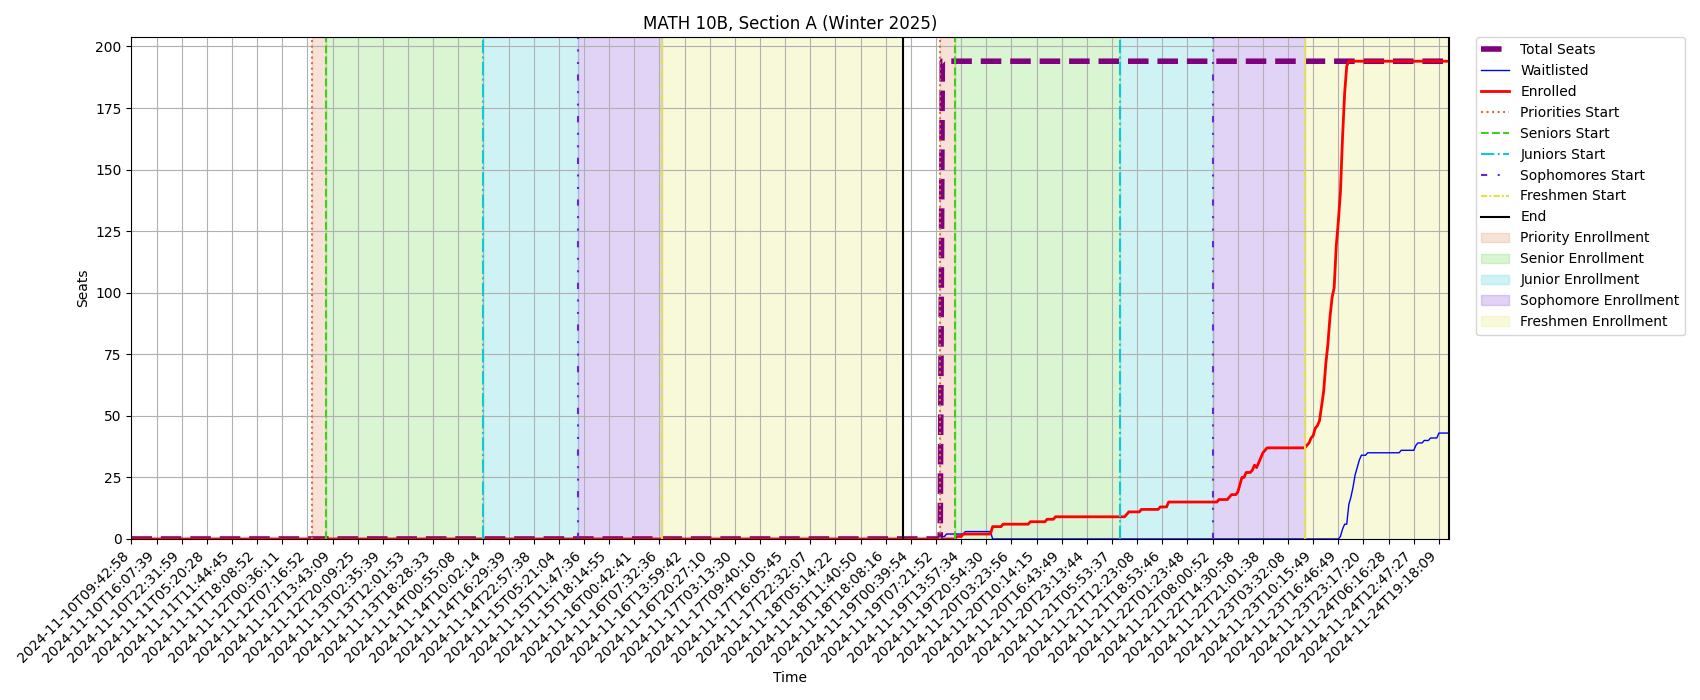 MATH 10B, Section A (Winter 2025)
200
175
150
125
100
75
50
25
0
Seats
Total Seats
Waitlisted
Enrolled
Priorities Start
Seniors Start
Juniors Start
Sophomores Start
Freshmen Start
End
Priority Enrollment
Senior Enrollment
Junior Enrollment
Sophomore Enrollment
Freshmen Enrollment
2024-11-10T09:42:58
2024-11-10T16:07:39
2024-11-10T22:31:59
2024-11-11T05:20:28
2024-11-11T11:44:45
2024-11-11T18:08:52
2024-11-12T00:36:11
2024-11-12T07:16:52
2024-11-12T13:43:09
2024-11-12T20:09:25
2024-11-13T02:35:39
2024-11-13T12:01:53
2024-11-13T18:28:33
2024-11-14T00:55:08
2024-11-14T10:02:14
2024-11-14T16:29:39
2024-11-14T22:57:38
2024-11-15T05:21:04
2024-11-15T11:47:36
2024-11-15T18:14:55
2024-11-16T00:42:41
2024-11-16T07:32:36
2024-11-16T13:59:42
2024-11-16T20:27:10
2024-11-17T03:13:30
2024-11-17T09:40:10
2024-11-17T16:05:45
2024-11-17T22:32:07
2024-11-18T05:14:22
2024-11-18T11:40:50
2024-11-18T18:08:16
2024-11-19T00:39:54
2024-11-19T07:21:52
2024-11-19T13:57:34
2024-11-19T20:54:30
2024-11-20T03:23:56
2024-11-20T10:14:15
2024-11-20T16:43:49
2024-11-20T23:13:44
2024-11-21T05:53:37
2024-11-21T12:23:08
2024-11-21T18:53:46
2024-11-22T01:23:48
2024-11-22T08:00:52
2024-11-22T14:30:58
2024-11-22T21:01:38
2024-11-23T03:32:08
2024-11-23T10:15:49
2024-11-23T16:46:49
2024-11-23T23:17:20
2024-11-24T06:16:28
2024-11-24T12:47:27
2024-11-24T19:18:09
Time